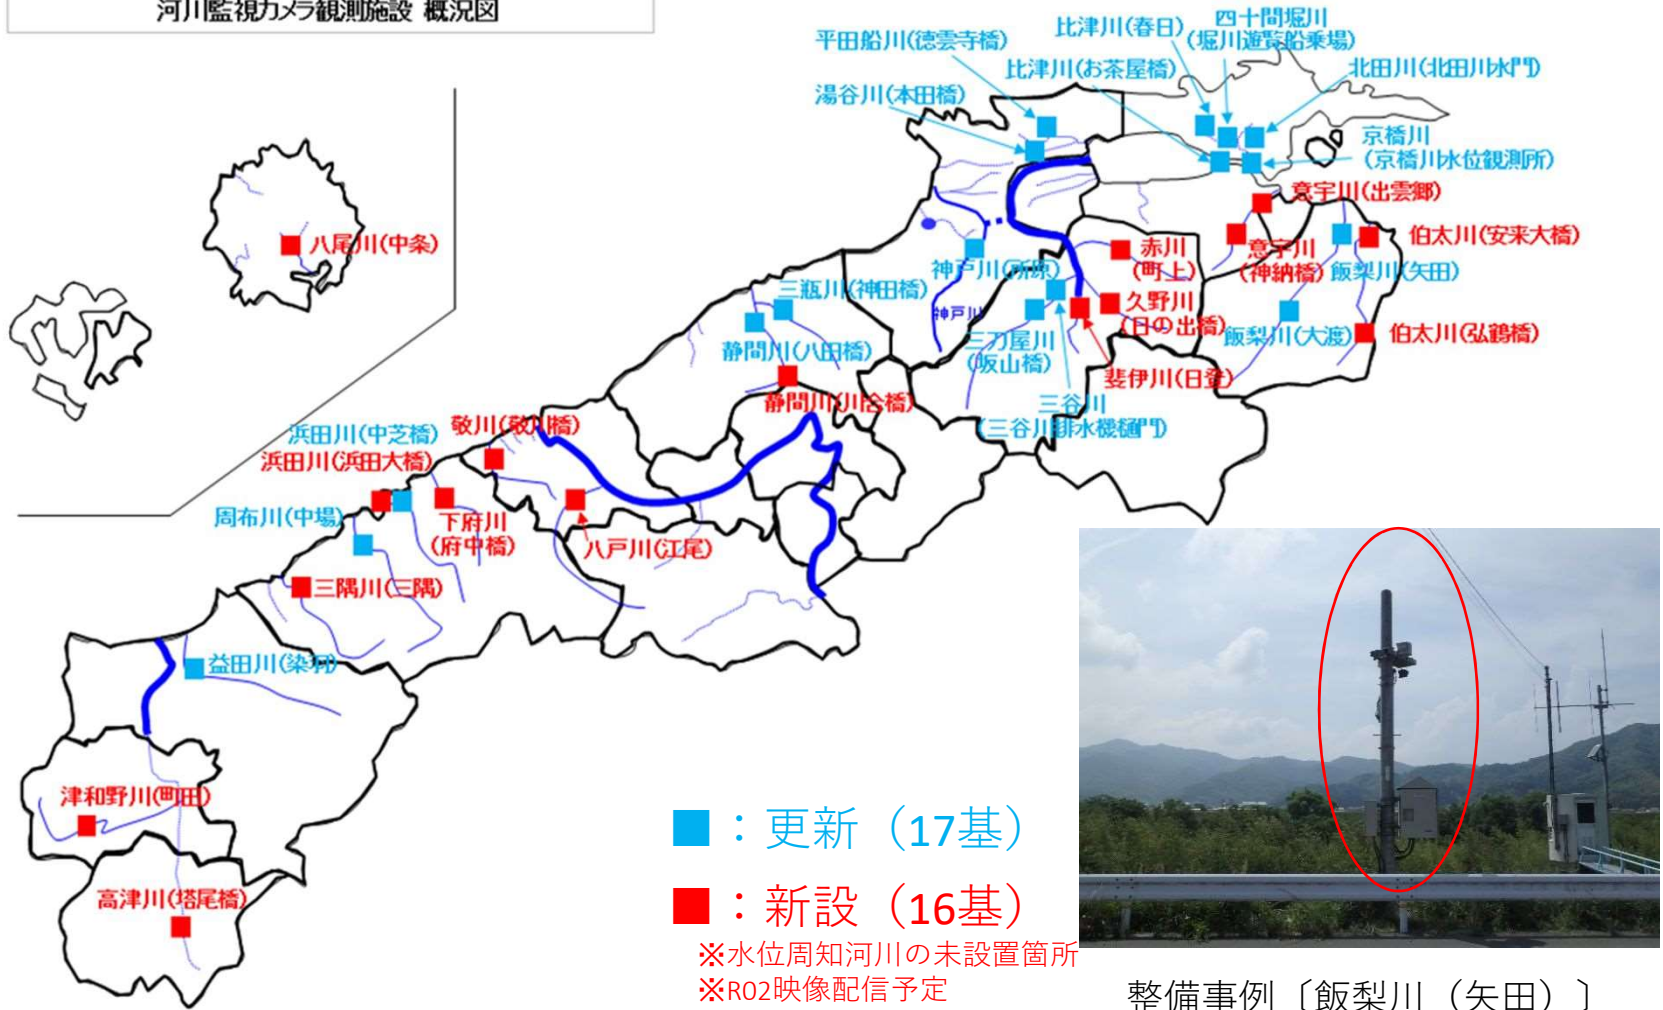 河川監視カメラ観測施設 概況図
平田船川(徳雲寺橋)
比津川(春日)
四十間堀川
(堀川遊覧船乗場)
比津川(お茶屋橋)
北田川(北田川水門)
湯谷川(本田橋)
京橋川
(京橋川水位観測所)
意宇川(出雲郷)
八尾川(中条)
赤川
(町上)
意宇川
(神納橋)
伯太川(安来大橋)
飯梨川(矢田)
神戸川(所原)
三瓶川(神田橋)
神戸川
久野川
(日の出橋)
飯梨川(大渡)
伯太川(弘鶴橋)
静間川(八田橋)
三刀屋川
(坂山橋)
斐伊川(日登)
静間川(川合橋)
三谷川
(三谷川排水機樋門)
浜田川(中芝橋)
敬川(敬川橋)
浜田川(浜田大橋)
周布川(中場)
下府川
(府中橋)
八戸川(江尾)
三隅川(三隅)
益田川(染羽)
津和野川(町田)
高津川(塔尾橋)
■：更新（17基）
■：新設（16基）
※水位周知河川の未設置箇所
※R02映像配信予定
整備事例〔飯梨川（矢田）〕